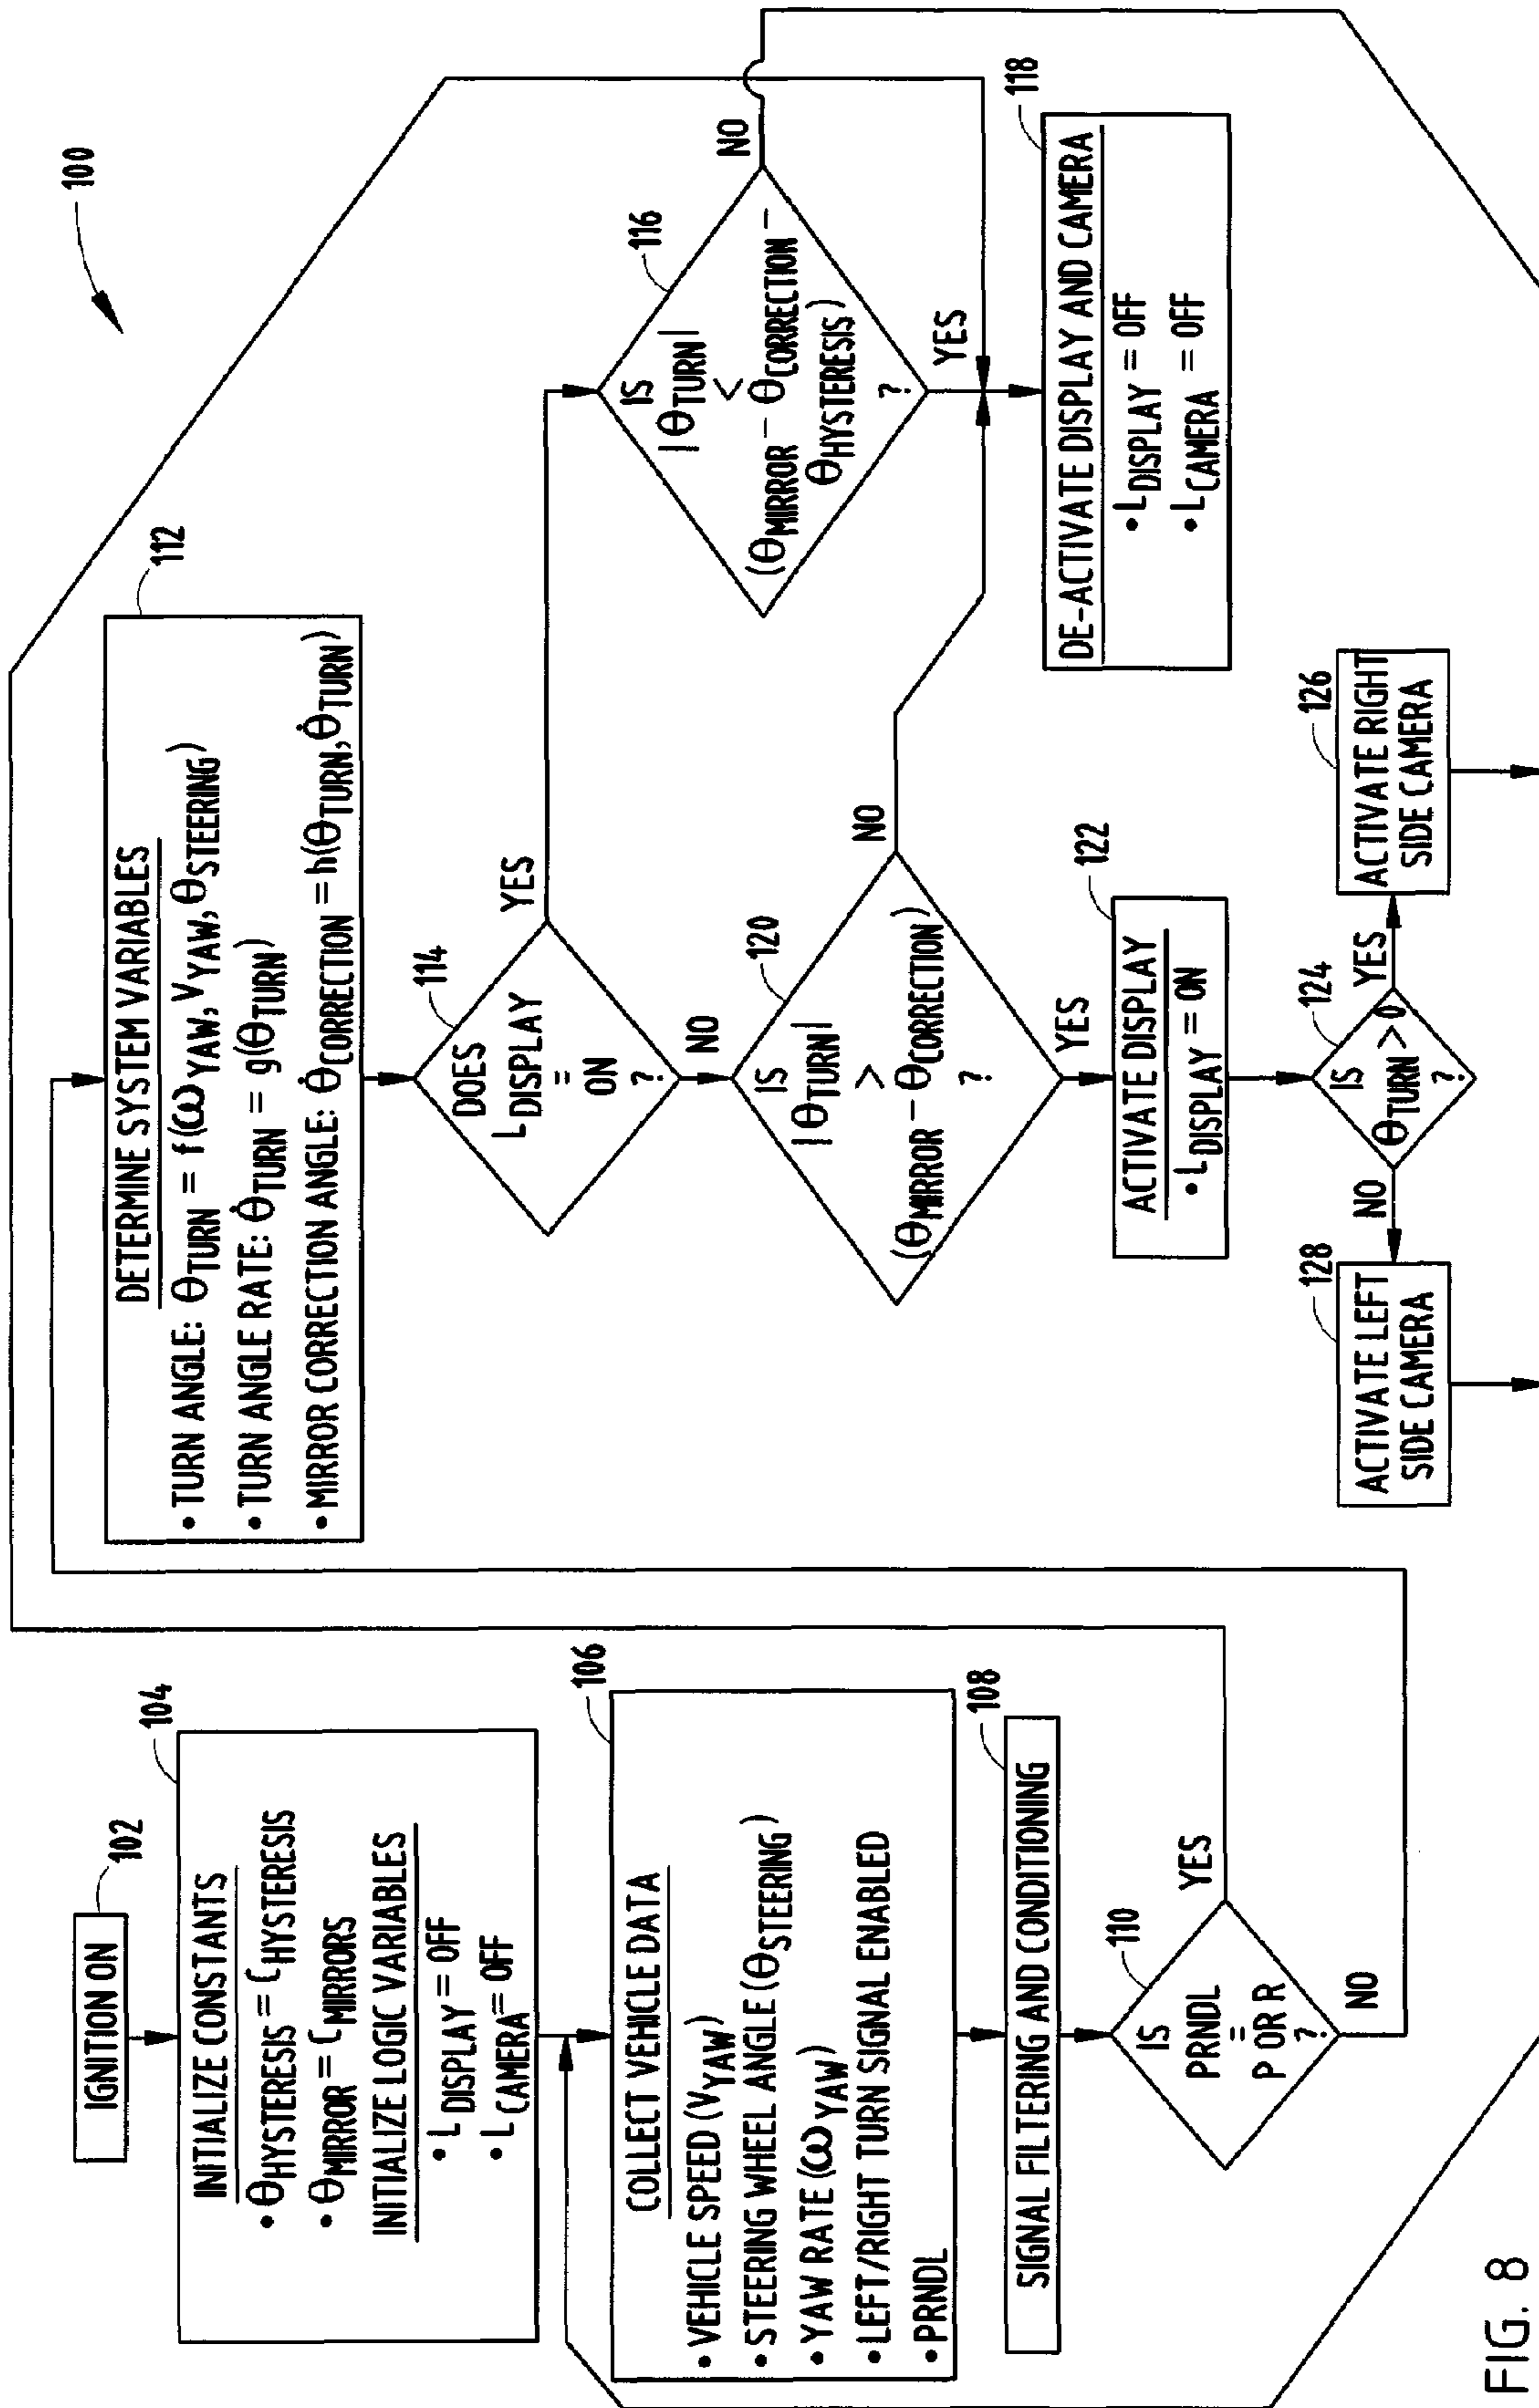 100
IGNITION ON
102
104
INITIALIZE CONSTANTS
• θHYSTERESIS = CHYSTERESIS
• θMIRROR = CMIRRORS
INITIALIZE LOGIC VARIABLES
• LDISPLAY = OFF
• LCAMERA = OFF
106
COLLECT VEHICLE DATA
• VEHICLE SPEED (VYAW)
• STEERING WHEEL ANGLE (θSTEERING)
• YAW RATE (ωYAW)
• LEFT/RIGHT TURN SIGNAL ENABLED
• PRNDL
108
SIGNAL FILTERING AND CONDITIONING
110
IS
PRNDL
=
P OR R
?
YES
NO
112
DETERMINE SYSTEM VARIABLES
• TURN ANGLE: θTURN = f(ωYAW, VYAW, θSTEERING)
• TURN ANGLE RATE: θ̇TURN = g(θTURN)
• MIRROR CORRECTION ANGLE: θ̇CORRECTION = h(θTURN, θ̇TURN)
114
DOES
LDISPLAY
=
ON
?
YES
NO
116
IS
|θTURN|
<
(θMIRROR − θCORRECTION −
θHYSTERESIS)
?
NO
YES
118
DE-ACTIVATE DISPLAY AND CAMERA
• LDISPLAY = OFF
• LCAMERA = OFF
120
IS
|θTURN|
>
(θMIRROR − θCORRECTION)
?
NO
YES
122
ACTIVATE DISPLAY
• LDISPLAY = ON
124
IS
θTURN > 0
?
YES
NO
126
ACTIVATE RIGHT
SIDE CAMERA
128
ACTIVATE LEFT
SIDE CAMERA
FIG. 8